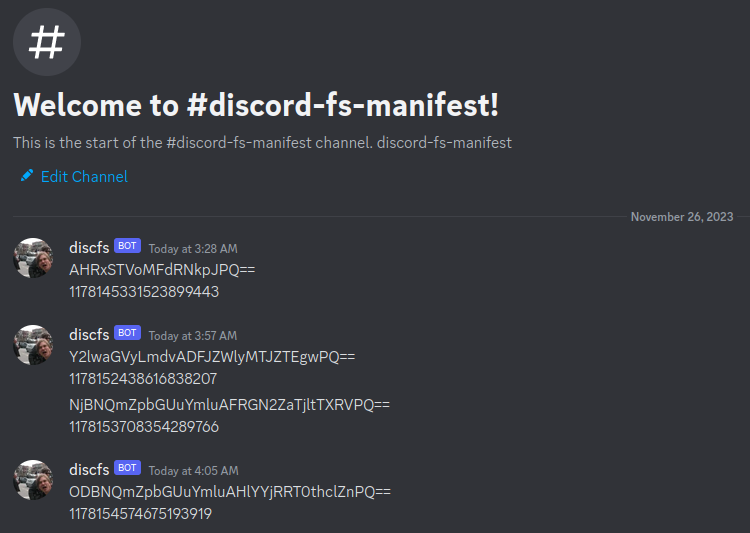 Welcome to #discord-fs-manifest!
This is the start of the #discord-fs-manifest channel. discord-fs-manifest
Edit Channel
November 26, 2023
discfs BOT Today at 3:28 AM
AHRxSTVoMFdRNkpJPQ==
1178145331523899443
discfs BOT Today at 3:57 AM
Y2lwaGVyLmdvADFJZWlyMTJZTEgwPQ==
1178152438616838207
NjBNQmZpbGUuYmluAFRGN2ZaTjltTXRVPQ==
1178153708354289766
discfs BOT Today at 4:05 AM
ODBNQmZpbGUuYmluAHlYYjRRT0thclZnPQ==
1178154574675193919